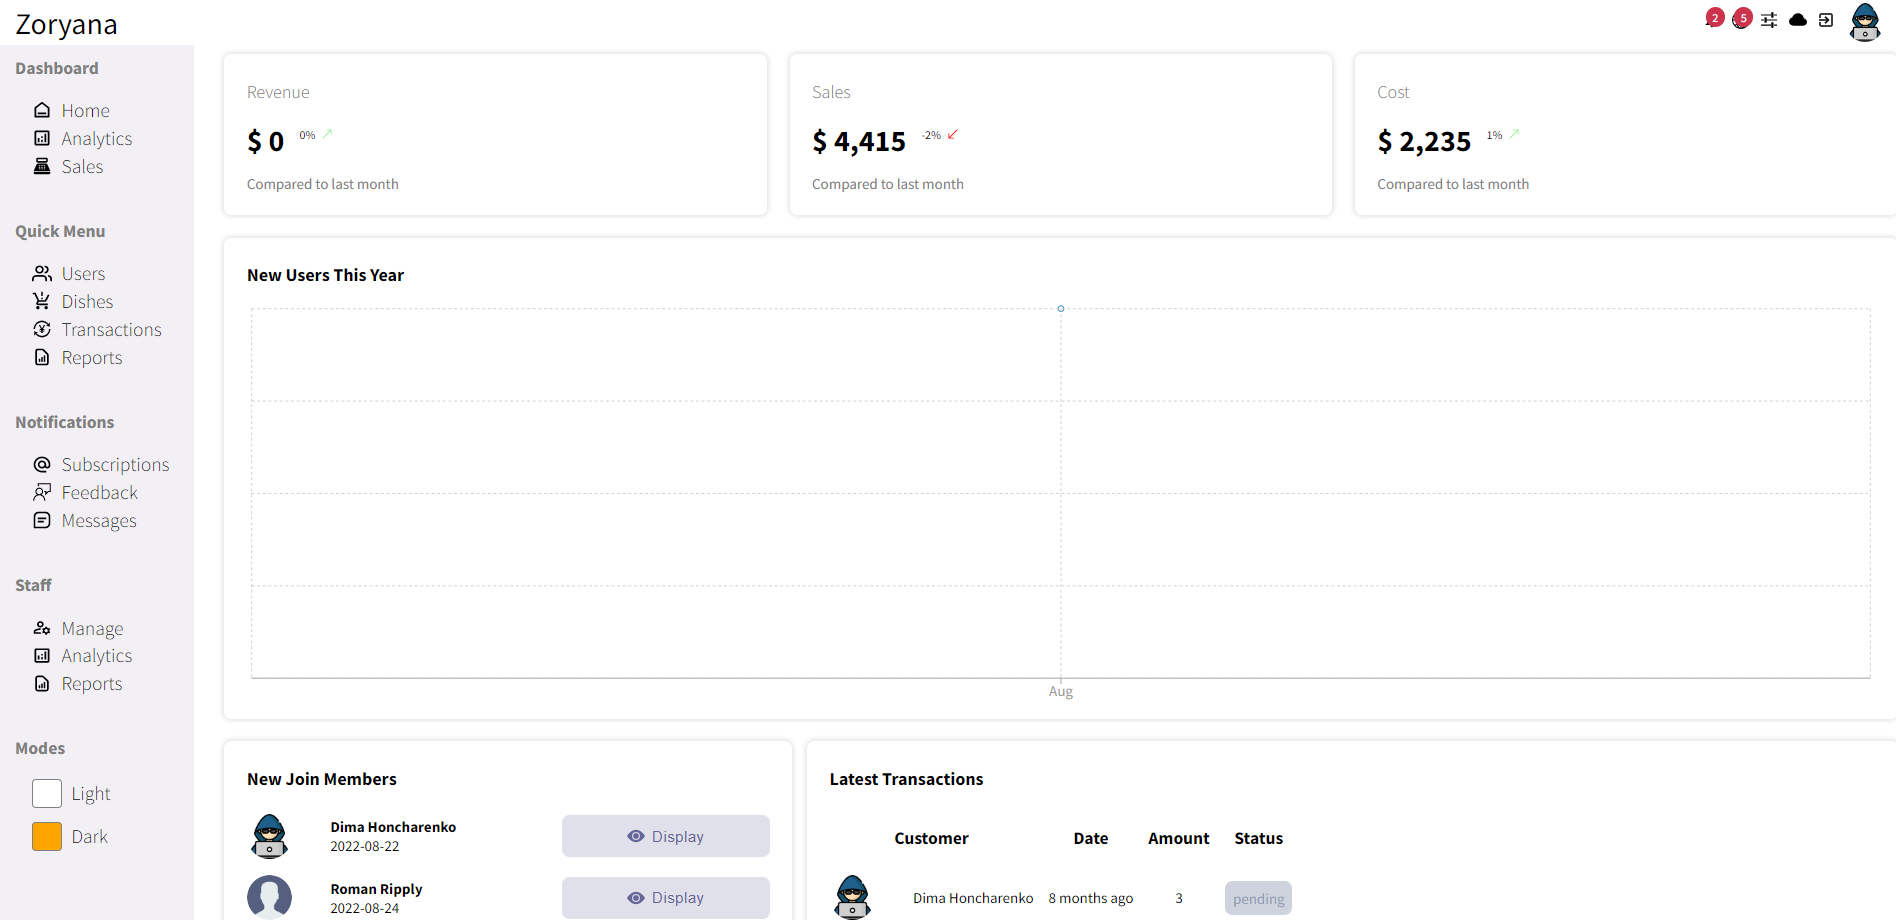 Zoryana
2
5
Dashboard
Home
Analytics
Sales
Quick Menu
Users
Dishes
Transactions
Reports
Notifications
Subscriptions
Feedback
Messages
Staff
Manage
Analytics
Reports
Modes
Light
Dark
Revenue
$ 0 0%
Compared to last month
Sales
$ 4,415 -2%
Compared to last month
Cost
$ 2,235 1%
Compared to last month
New Users This Year
Aug
New Join Members
Dima Honcharenko
2022-08-22
Display
Roman Ripply
2022-08-24
Display
Latest Transactions
Customer Date Amount Status
Dima Honcharenko 8 months ago 3 pending